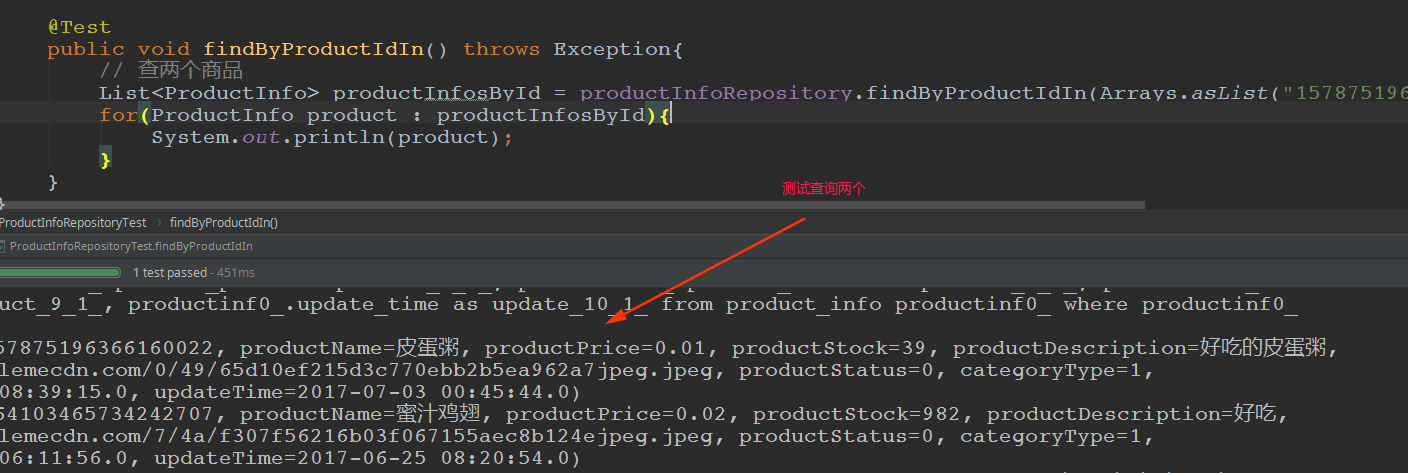 @Test
public void findByProductIdIn() throws Exception{
// 查两个商品
List<ProductInfo> productInfosById = productInfoRepository.findByProductIdIn(Arrays.asList("157875196
for(ProductInfo product : productInfosById){
System.out.println(product);
}
}
}
测试查询两个
ProductInfoRepositoryTest › findByProductIdIn()
ProductInfoRepositoryTest.findByProductIdIn
1 test passed - 451ms
uct_9_1_, productinf0_.update_time as update_10_1_ from product_info productinf0_ where productinf0_
57875196366160022, productName=皮蛋粥, productPrice=0.01, productStock=39, productDescription=好吃的皮蛋粥,
lemecdn.com/0/49/65d10ef215d3c770ebb2b5ea962a7jpeg.jpeg, productStatus=0, categoryType=1,
08:39:15.0, updateTime=2017-07-03 00:45:44.0)
54103465734242707, productName=蜜汁鸡翅, productPrice=0.02, productStock=982, productDescription=好吃,
lemecdn.com/7/4a/f307f56216b03f067155aec8b124ejpeg.jpeg, productStatus=0, categoryType=1,
06:11:56.0, updateTime=2017-06-25 08:20:54.0)